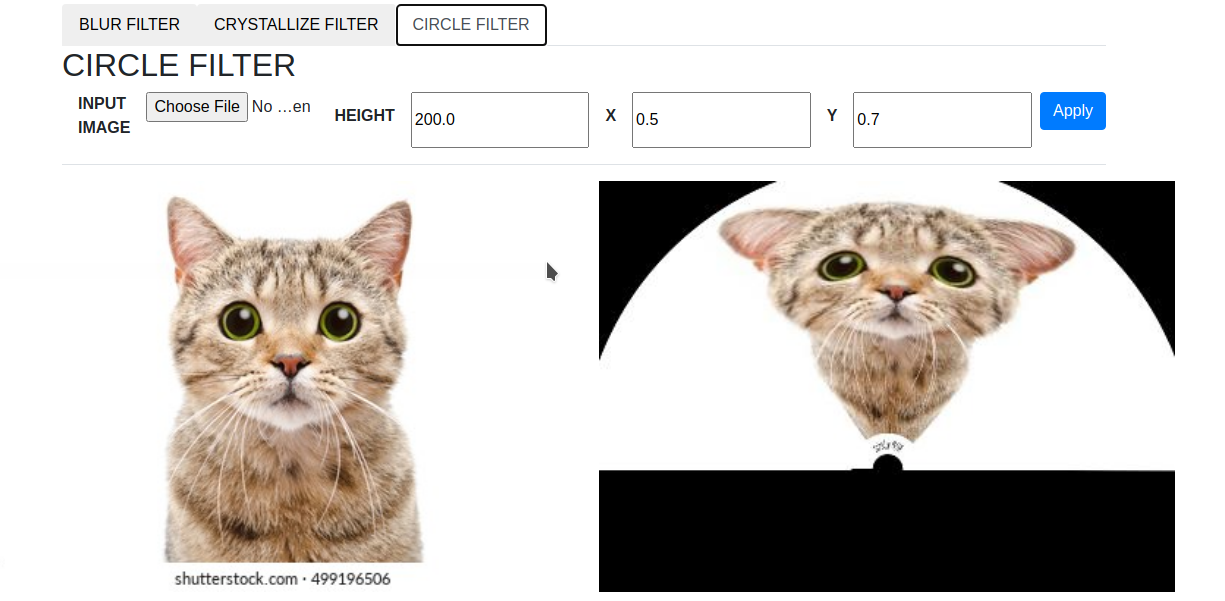 BLUR FILTER CRYSTALLIZE FILTER CIRCLE FILTER
CIRCLE FILTER
INPUT IMAGE Choose File No …en HEIGHT 200.0 X 0.5 Y 0.7 Apply
shutterstock.com · 499196506